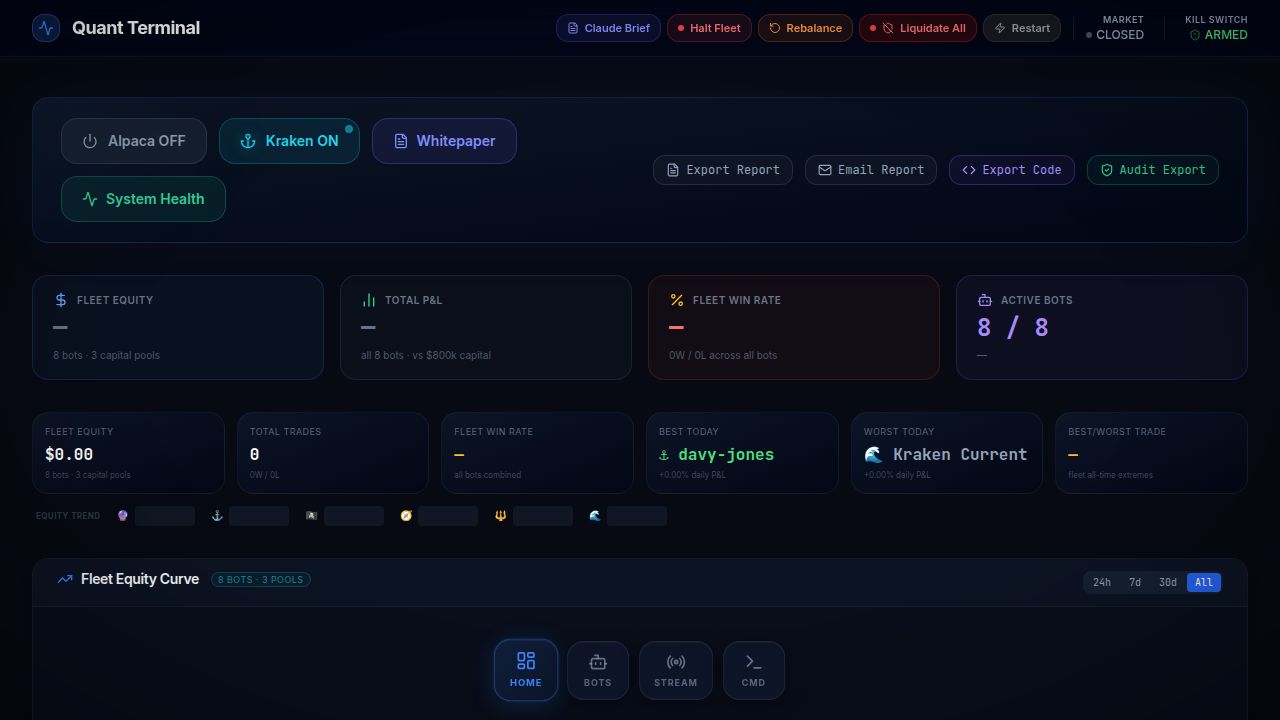 Quant Terminal
Claude Brief
Halt Fleet
Rebalance
Liquidate All
Restart
MARKET
CLOSED
KILL SWITCH
ARMED
Alpaca OFF
Kraken ON
Whitepaper
System Health
Export Report
Email Report
Export Code
Audit Export
FLEET EQUITY
—
8 bots · 3 capital pools
TOTAL P&L
—
all 8 bots · vs $800k capital
FLEET WIN RATE
—
0W / 0L across all bots
ACTIVE BOTS
8 / 8
—
FLEET EQUITY
$0.00
8 bots · 3 capital pools
TOTAL TRADES
0
0W / 0L
FLEET WIN RATE
—
all bots combined
BEST TODAY
⚓ davy-jones
+0.00% daily P&L
WORST TODAY
🌊 Kraken Current
+0.00% daily P&L
BEST/WORST TRADE
—
fleet all-time extremes
EQUITY TREND
Fleet Equity Curve
8 BOTS · 3 POOLS
24h 7d 30d All
HOME
BOTS
STREAM
CMD